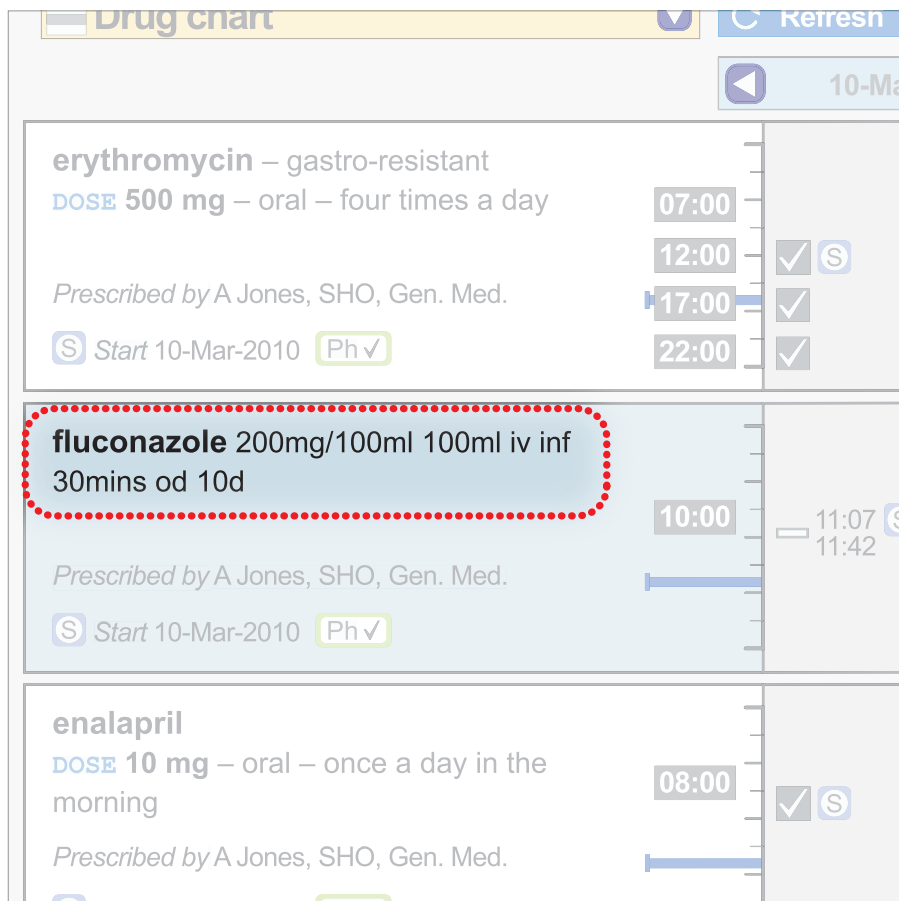 Drug chart
Refresh
10-Ma
erythromycin – gastro-resistant
DOSE 500 mg – oral – four times a day
07:00
12:00
S
Prescribed by A Jones, SHO, Gen. Med.
17:00
S Start 10-Mar-2010 Ph
22:00
fluconazole 200mg/100ml 100ml iv inf
30mins od 10d
10:00
11:07 S
11:42
Prescribed by A Jones, SHO, Gen. Med.
S Start 10-Mar-2010 Ph
enalapril
DOSE 10 mg – oral – once a day in the
morning
08:00
S
Prescribed by A Jones, SHO, Gen. Med.